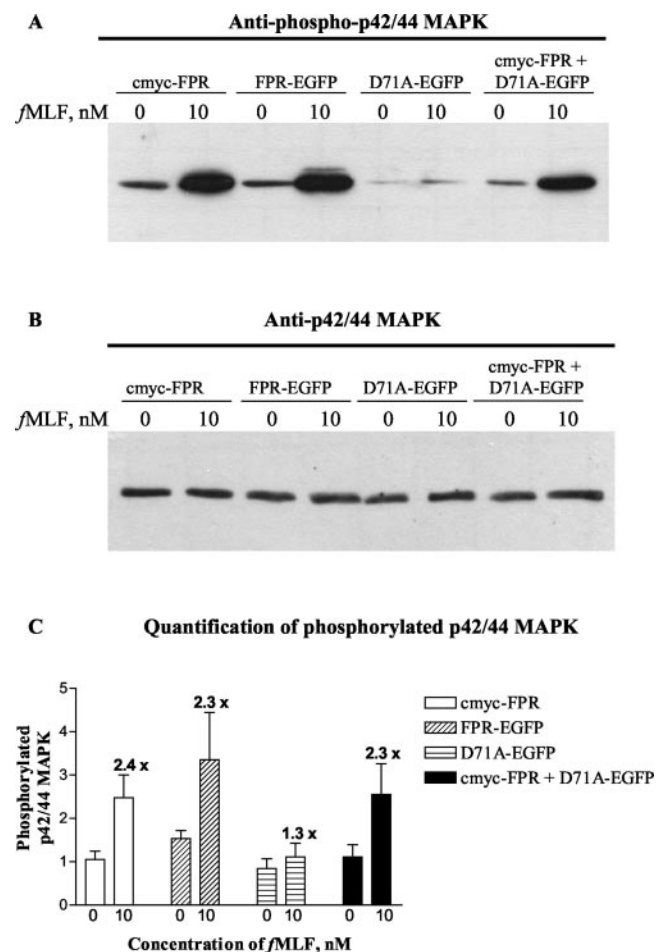 A Anti-phospho-p42/44 MAPK
cmyc-FPR FPR-EGFP D71A-EGFP cmyc-FPR + D71A-EGFP
fMLF, nM 0 10 0 10 0 10 0 10
B Anti-p42/44 MAPK
cmyc-FPR FPR-EGFP D71A-EGFP cmyc-FPR + D71A-EGFP
fMLF, nM 0 10 0 10 0 10 0 10
C Quantification of phosphorylated p42/44 MAPK
Phosphorylated
p42/44 MAPK
5
4
3
2
1
0
2.4 x
2.3 x
1.3 x
2.3 x
0 10 0 10 0 10 0 10
Concentration of fMLF, nM
cmyc-FPR
FPR-EGFP
D71A-EGFP
cmyc-FPR + D71A-EGFP